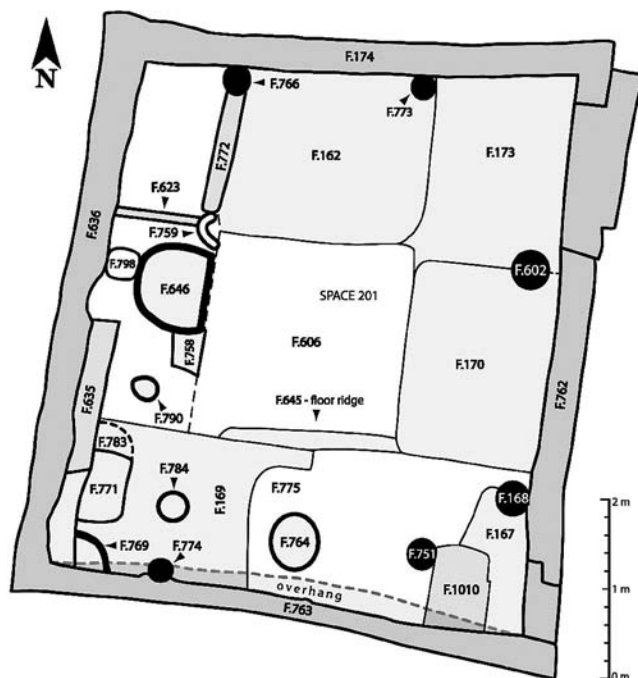 F.174
N
F.766
F.773
F.772
F.162
F.173
F.623
F.636
F.759
F.798
F.602
F.646
SPACE 201
F.606
F.758
F.170
F.762
F.635
F.790
F.645 - floor ridge
F.783
F.784
F.775
F.168
F.771
F.169
F.167
2 m
F.769
F.774
F.764
F.751
1 m
overhang
F.1010
F.763
0 m